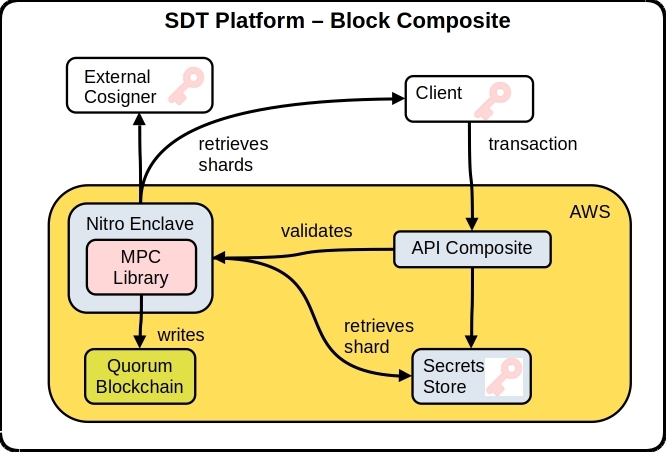 SDT Platform – Block Composite
External
Cosigner
Client
retrieves
shards
transaction
AWS
Nitro Enclave
validates
API Composite
MPC
Library
writes
retrieves
shard
Quorum
Blockchain
Secrets
Store